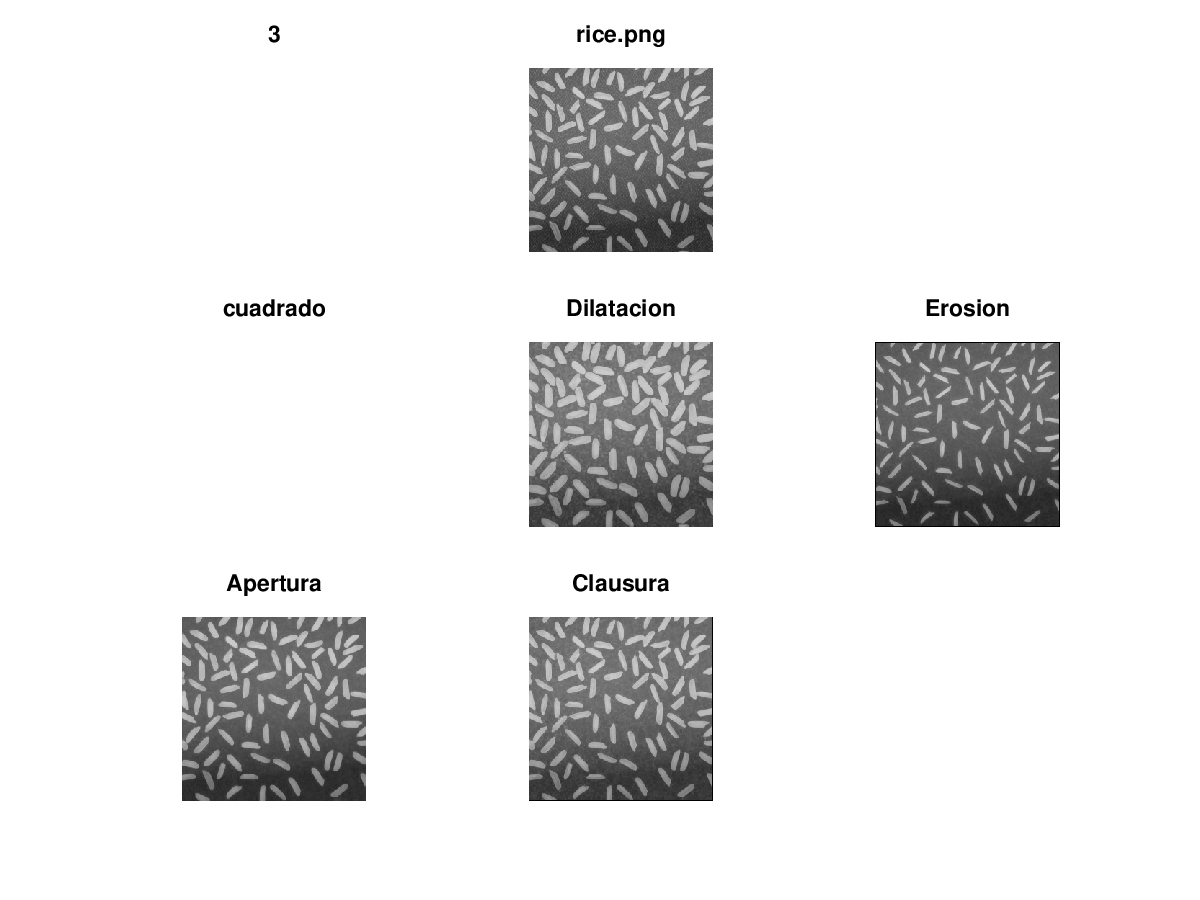 3
rice.png
cuadrado
Dilatacion
Erosion
Apertura
Clausura